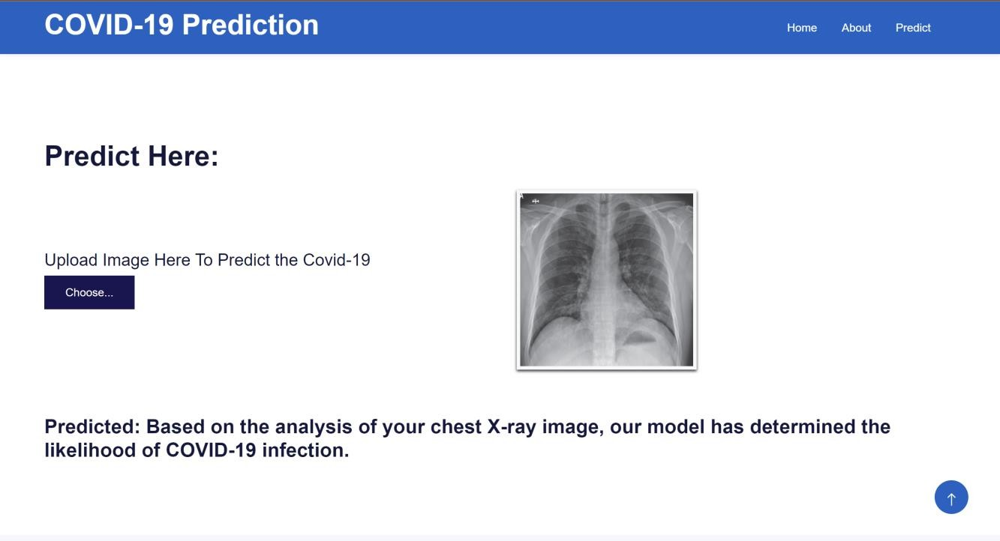 COVID-19 Prediction
Home About Predict
Predict Here:
Upload Image Here To Predict the Covid-19
Choose...
Predicted: Based on the analysis of your chest X-ray image, our model has determined the
likelihood of COVID-19 infection.